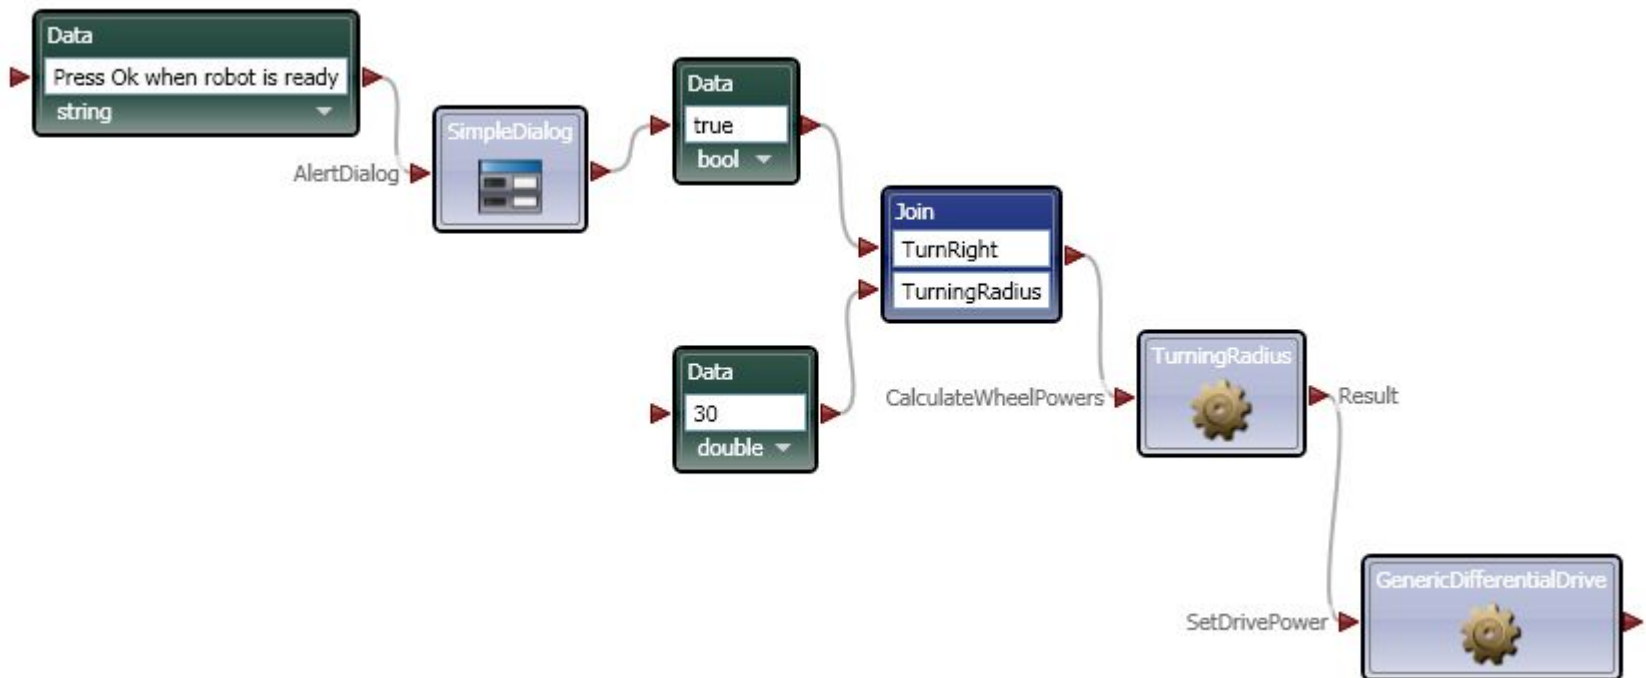 Data
Press Ok when robot is ready
string
AlertDialog
SimpleDialog
Data
true
bool
Join
TurnRight
TurningRadius
Data
30
double
CalculateWheelPowers
TurningRadius
Result
SetDrivePower
GenericDifferentialDrive